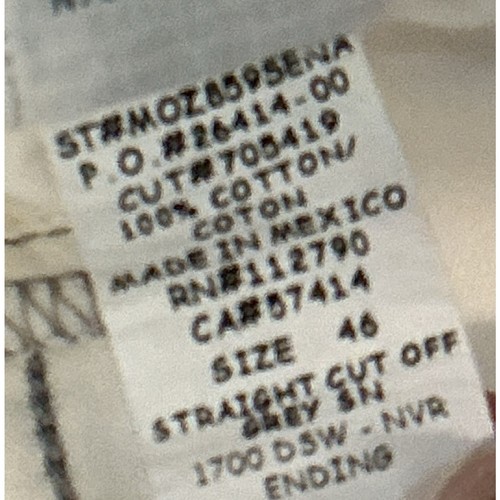 ST#MOZ8595ENA
P.O.#26414-00
CUT#705419
100% COTTON/
COTON
MADE IN MEXICO
RN#112790
CA#57414
SIZE 46
STRAIGHT CUT OFF
GREY SN
1700 DSW - NVR
ENDING